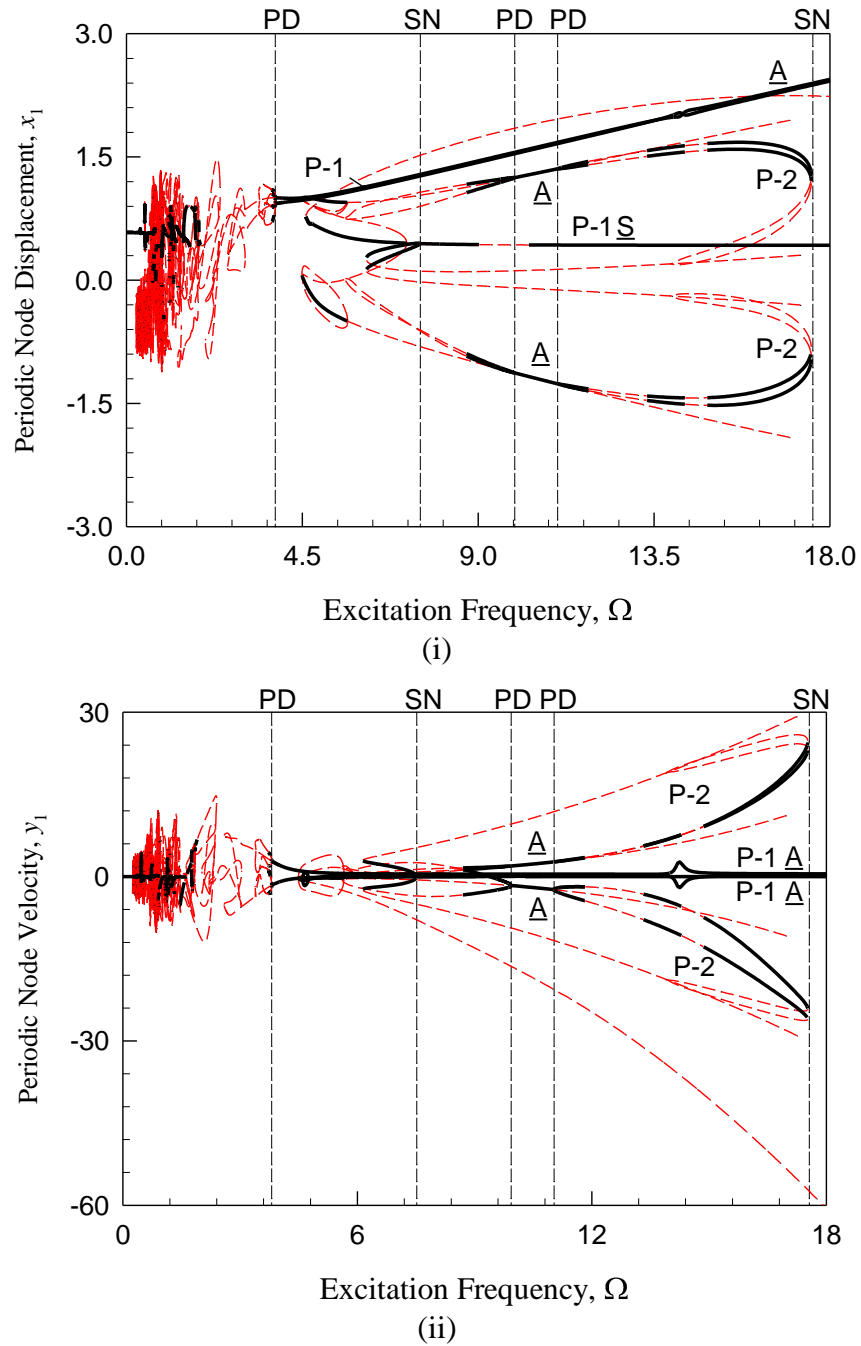 PD SN PD PD SN
3.0
A
P-1
1.5
P-2
A
P-1 S
0.0
A
P-2
-1.5
-3.0
0.0 4.5 9.0 13.5 18.0
Periodic Node Displacement, x1
Excitation Frequency, Ω
(i)
PD SN PD PD SN
30
P-2
A
P-1 A
0
P-1 A
A
P-2
-30
-60
0 6 12 18
Periodic Node Velocity, y1
Excitation Frequency, Ω
(ii)